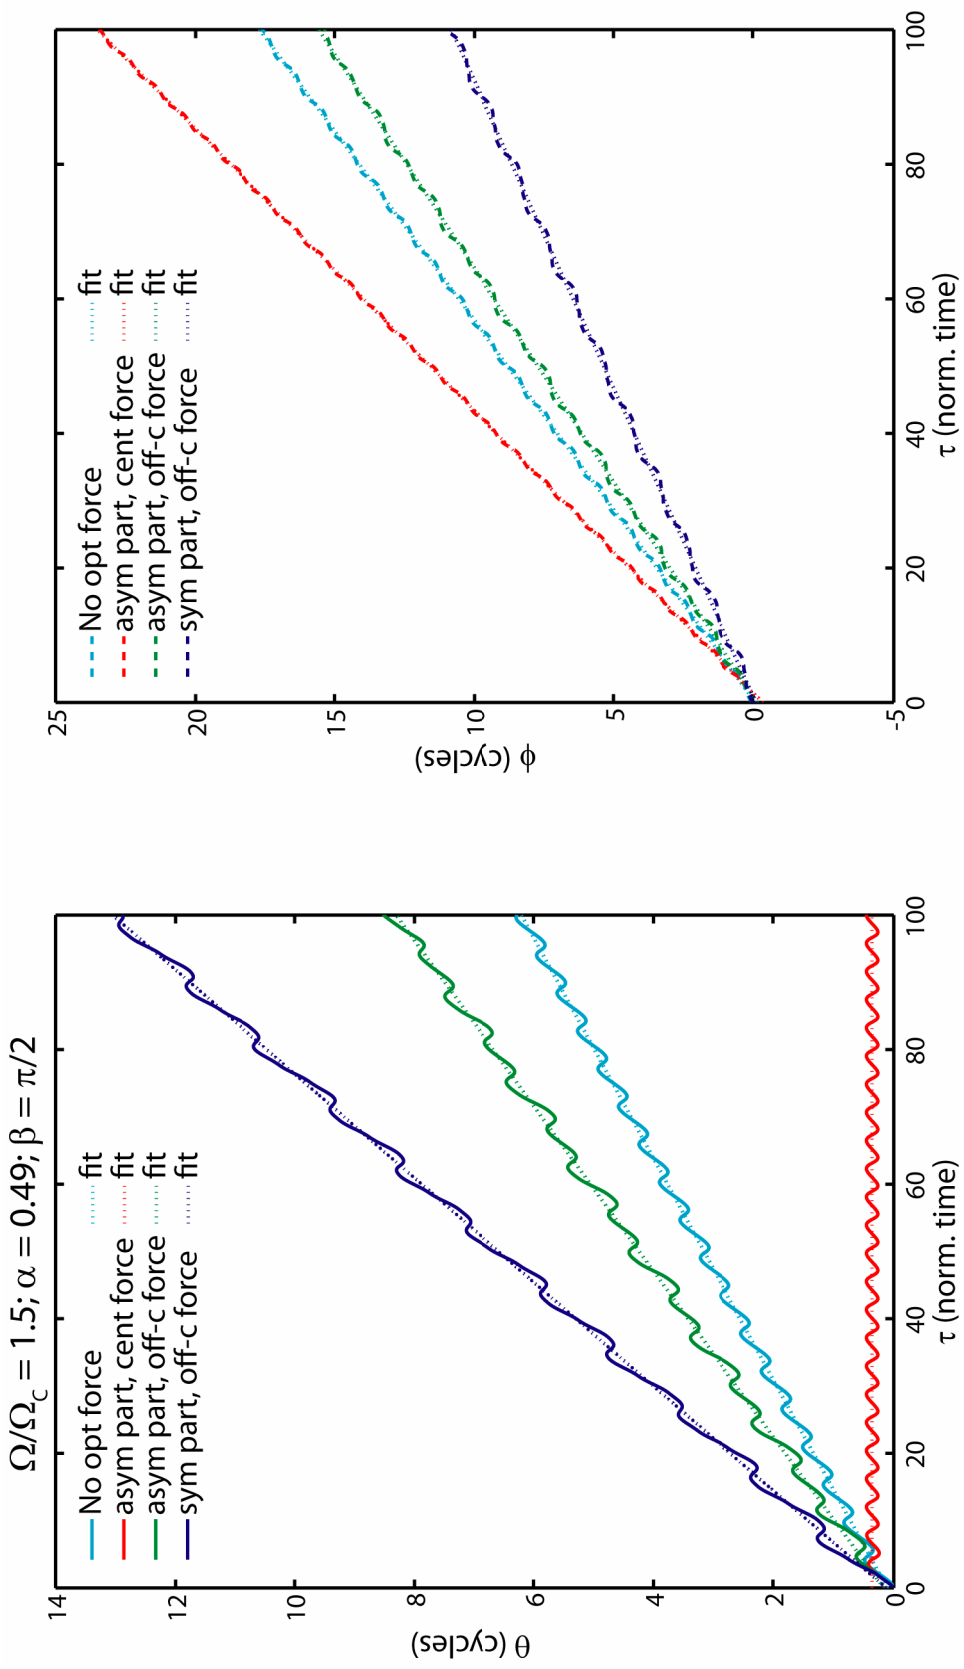 Ω/Ωc = 1.5; α = 0.49; β = π/2
14
12
10
8
6
4
2
0
θ (cycles)
No opt force fit
asym part, cent force fit
asym part, off-c force fit
sym part, off-c force fit
0 20 40 60 80 100
τ (norm. time)
25
20
15
10
5
0
-5
ϕ (cycles)
No opt force fit
asym part, cent force fit
asym part, off-c force fit
sym part, off-c force fit
0 20 40 60 80 100
τ (norm. time)